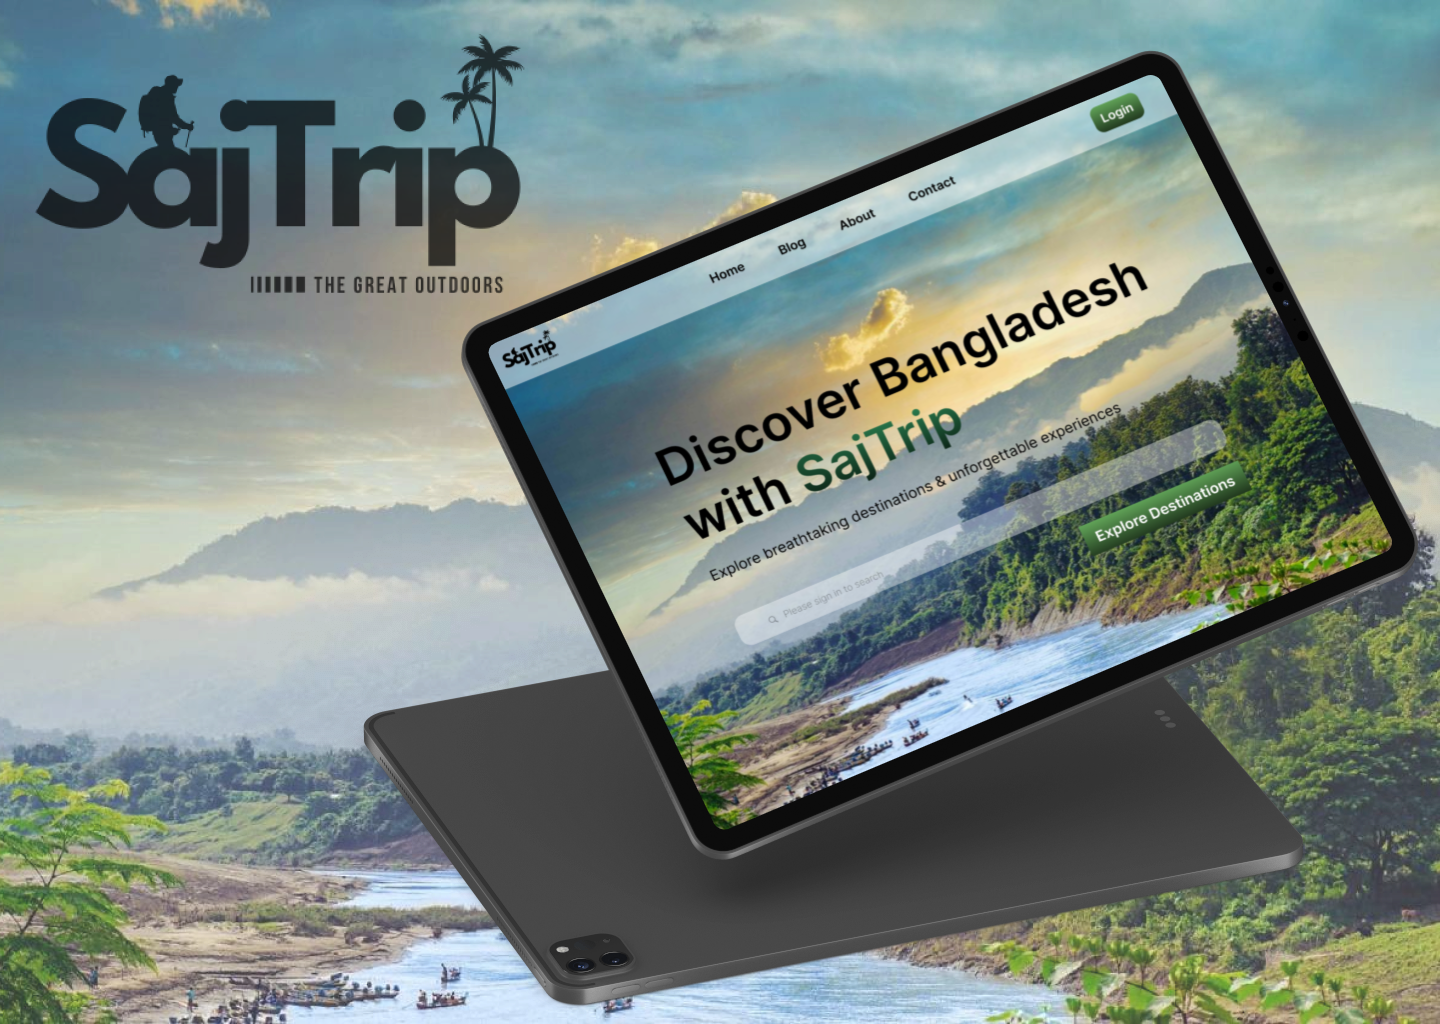 SajTrip
THE GREAT OUTDOORS
Login
Home Blog About Contact
SajTrip
Discover Bangladesh
with SajTrip
Explore breathtaking destinations & unforgettable experiences
Please sign in to search
Explore Destinations